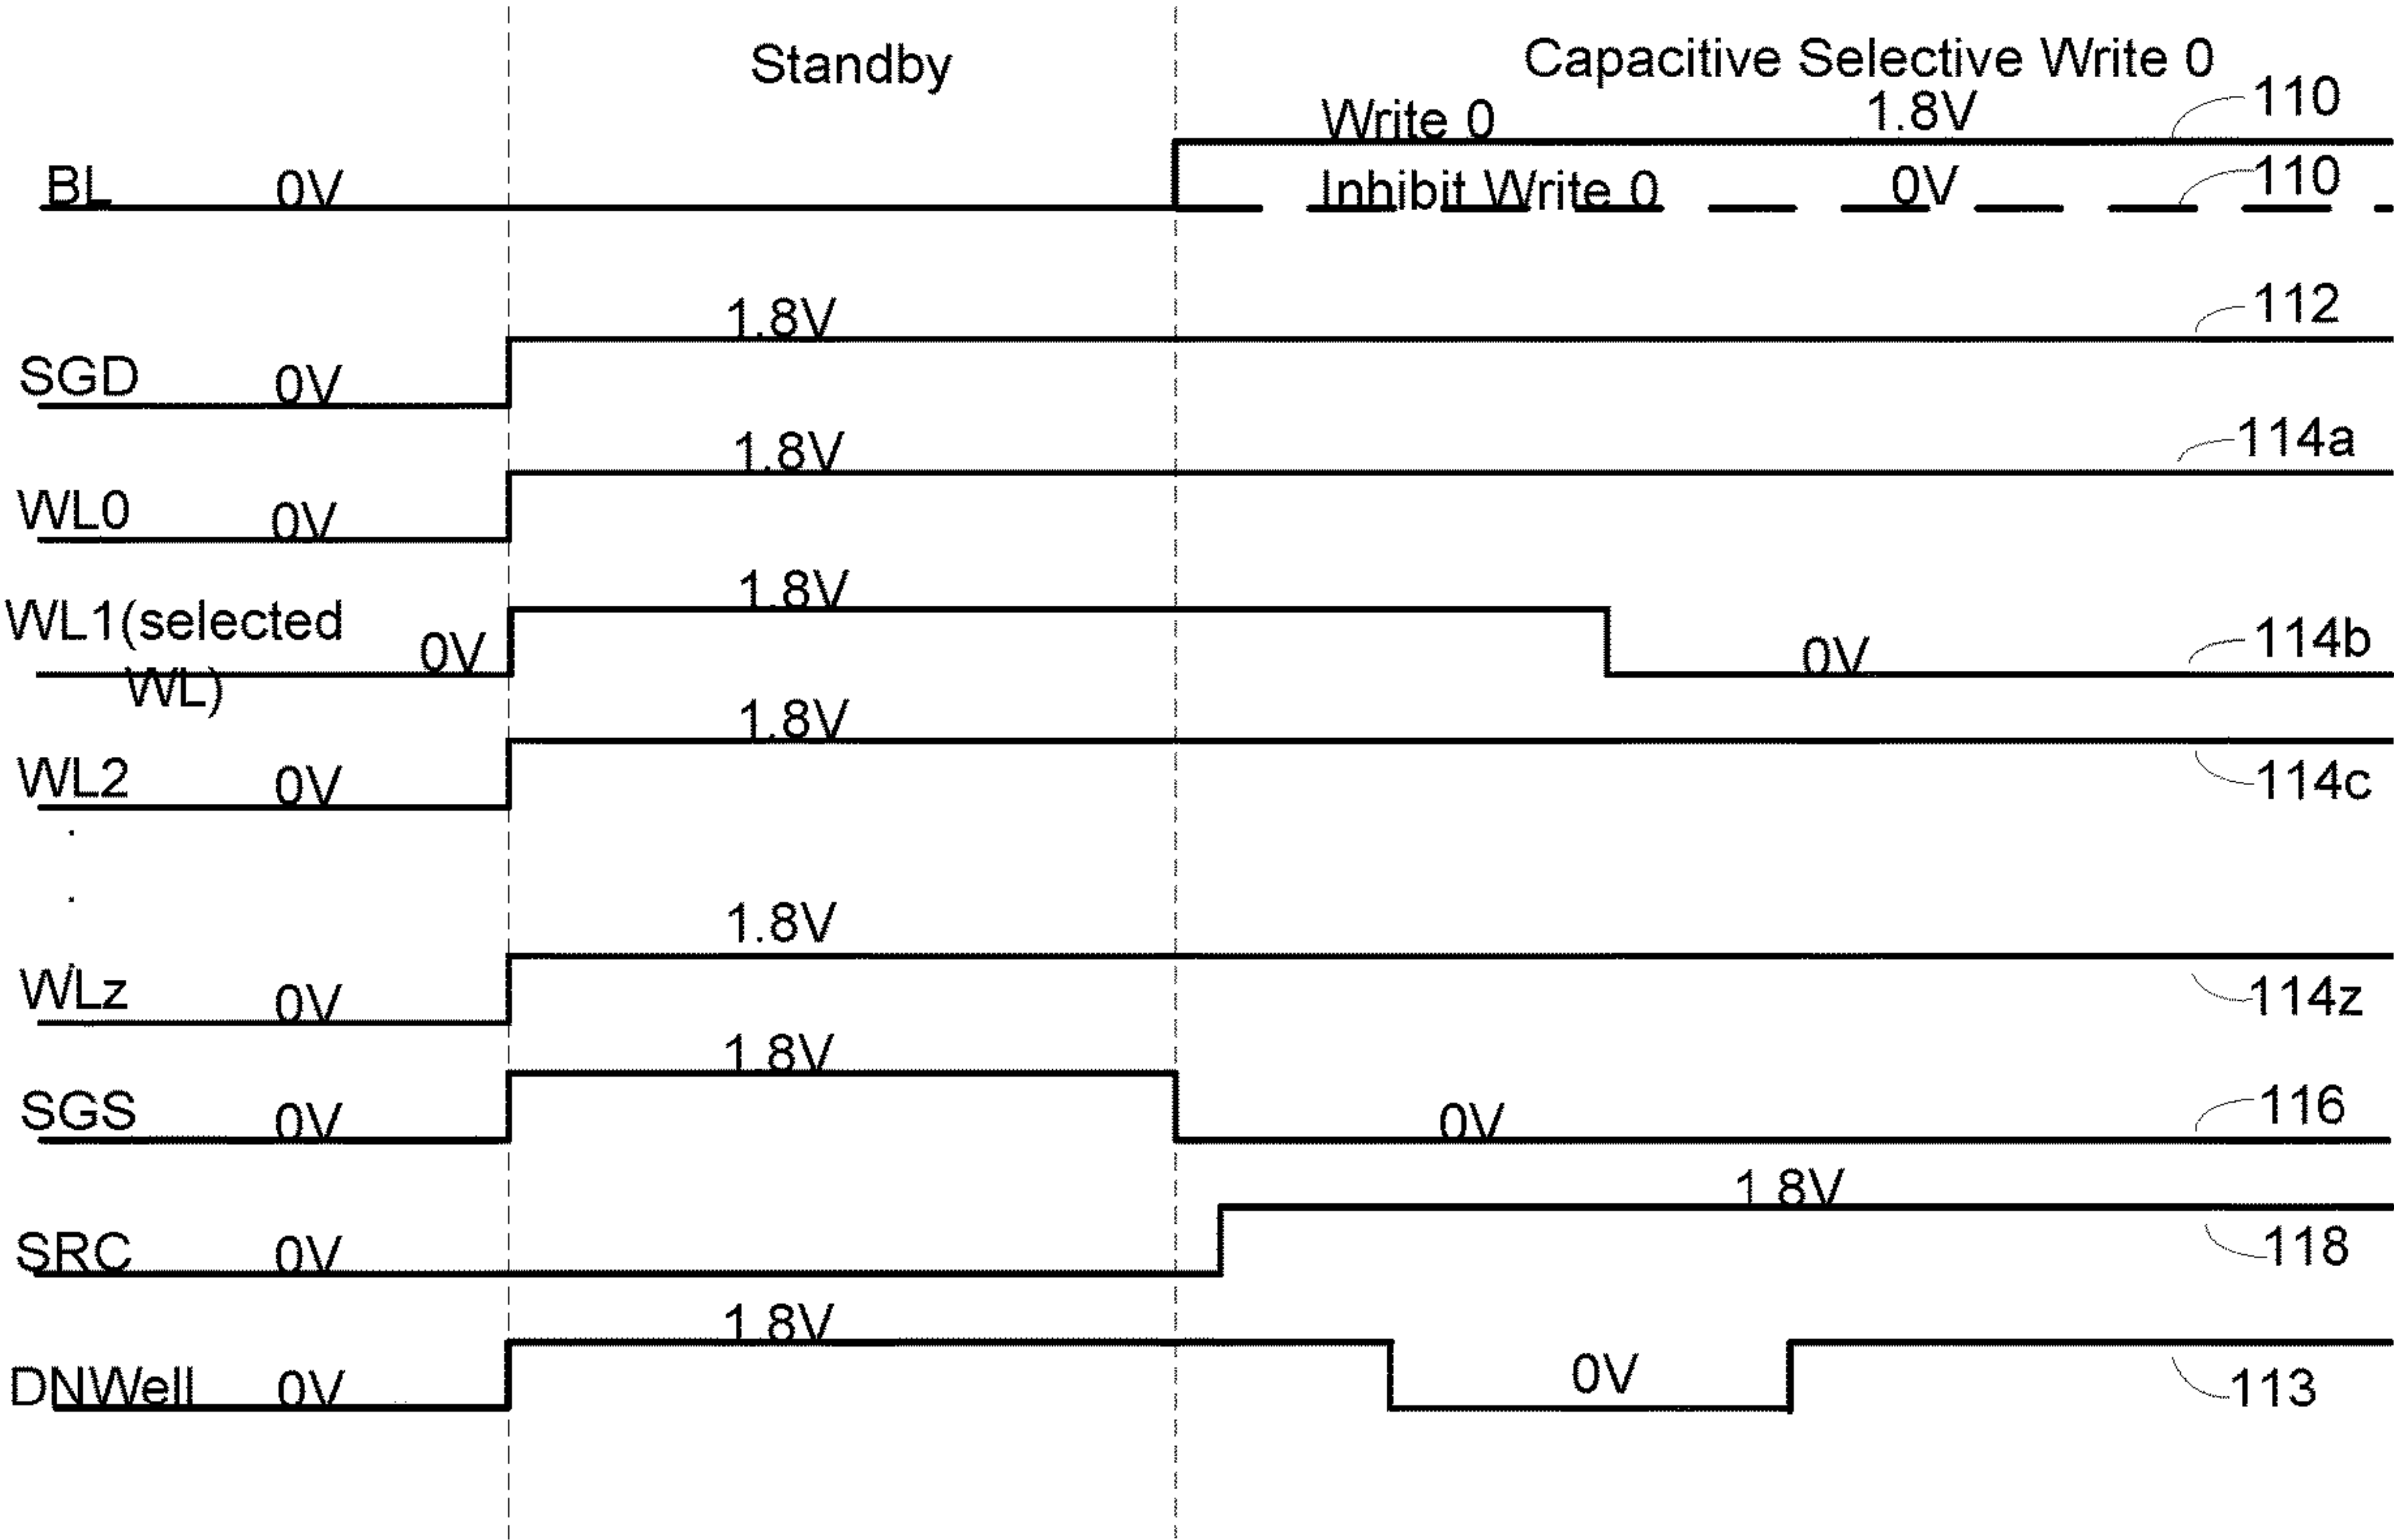 Standby
Capacitive Selective Write 0
Write 0 1.8V 110
BL 0V Inhibit Write 0 0V 110
1.8V 112
SGD 0V
1.8V 114a
WL0 0V
1.8V
WL1(selected
WL) 0V 0V 114b
1.8V
WL2 0V 114c
.
.
1.8V
.
WLz 0V 114z
1.8V
SGS 0V 0V 116
1.8V
SRC 0V 118
1.8V
DNWell 0V 0V 113